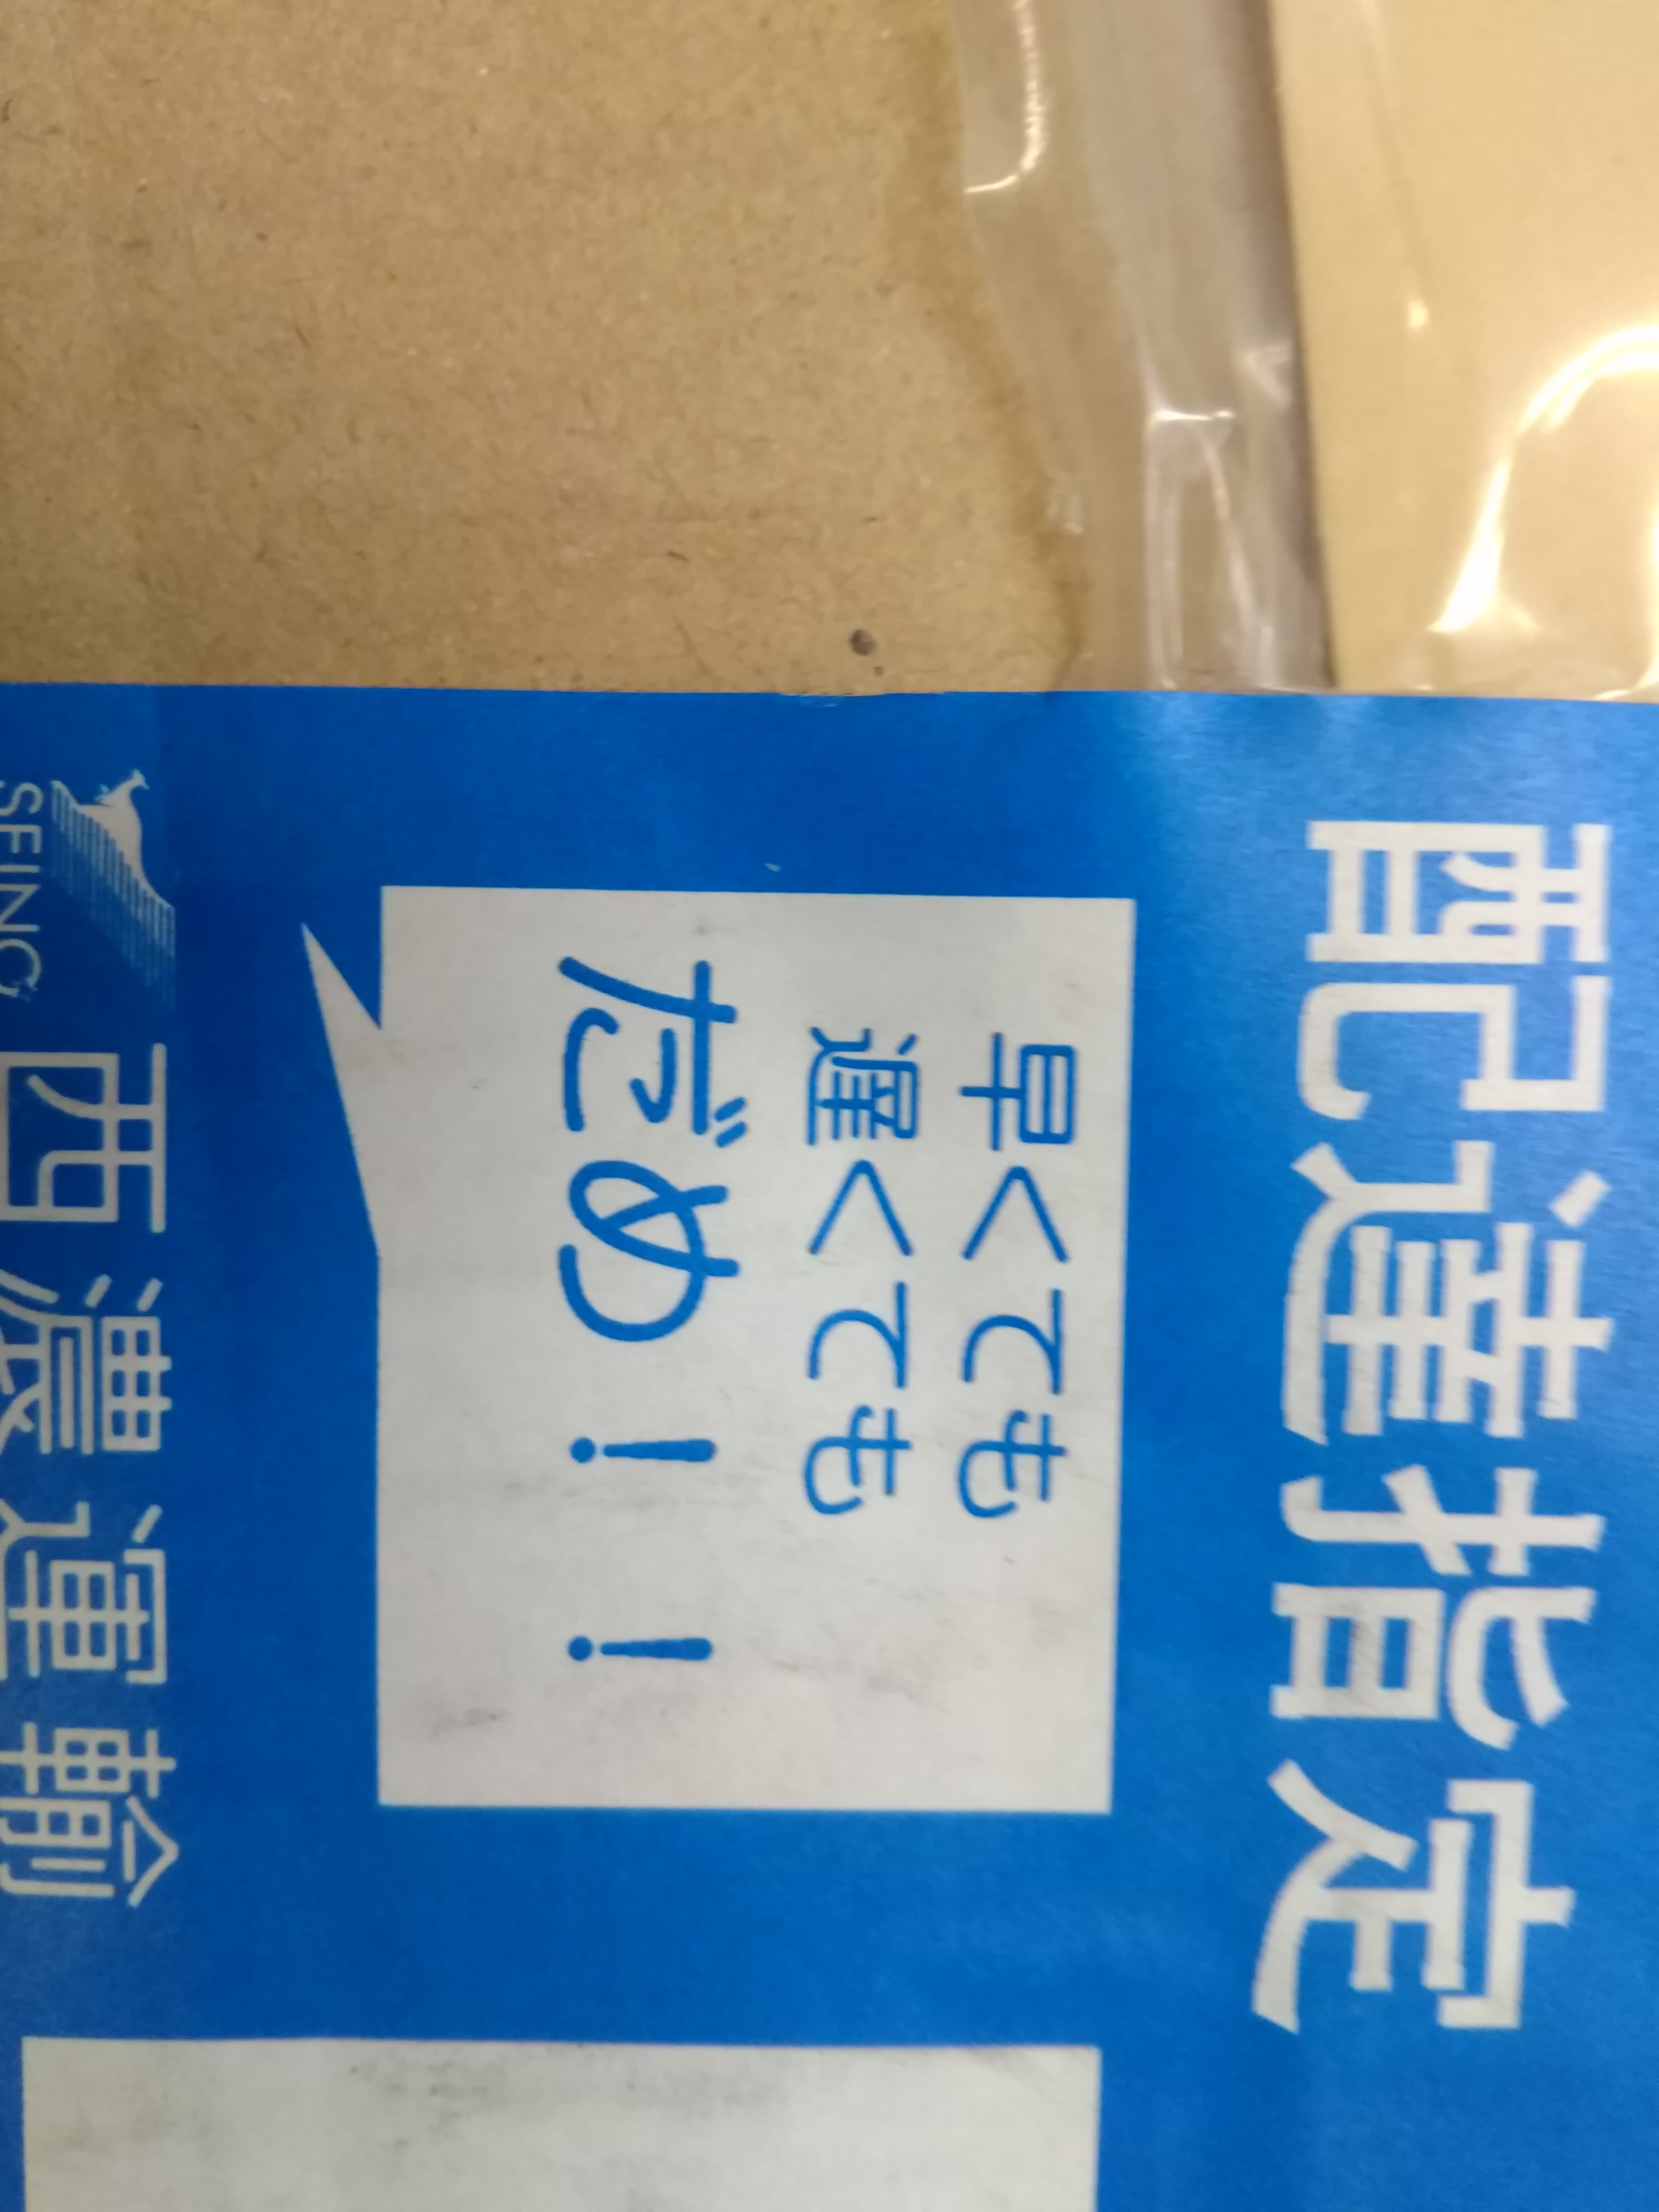 配達指定
早くても
遅くても
だめ！！
SEINO
西濃運輸